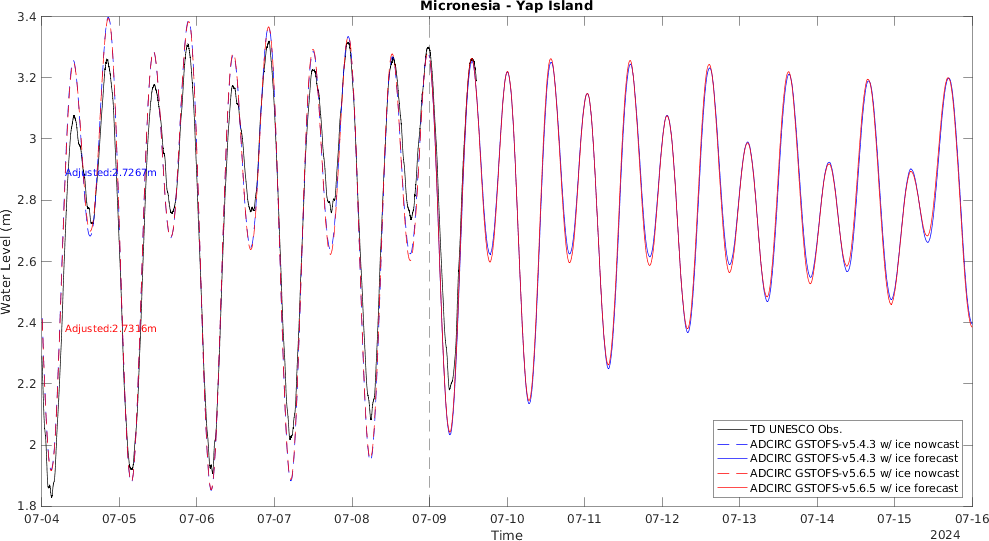 Micronesia - Yap Island
3.4
3.2
3
2.8
2.6
2.4
2.2
2
1.8
Water Level (m)
Adjusted:2.7267m
Adjusted:2.7316m
TD UNESCO Obs.
ADCIRC GSTOFS-v5.4.3 w/ ice nowcast
ADCIRC GSTOFS-v5.4.3 w/ ice forecast
ADCIRC GSTOFS-v5.6.5 w/ ice nowcast
ADCIRC GSTOFS-v5.6.5 w/ ice forecast
07-04 07-05 07-06 07-07 07-08 07-09 07-10 07-11 07-12 07-13 07-14 07-15 07-16
Time
2024